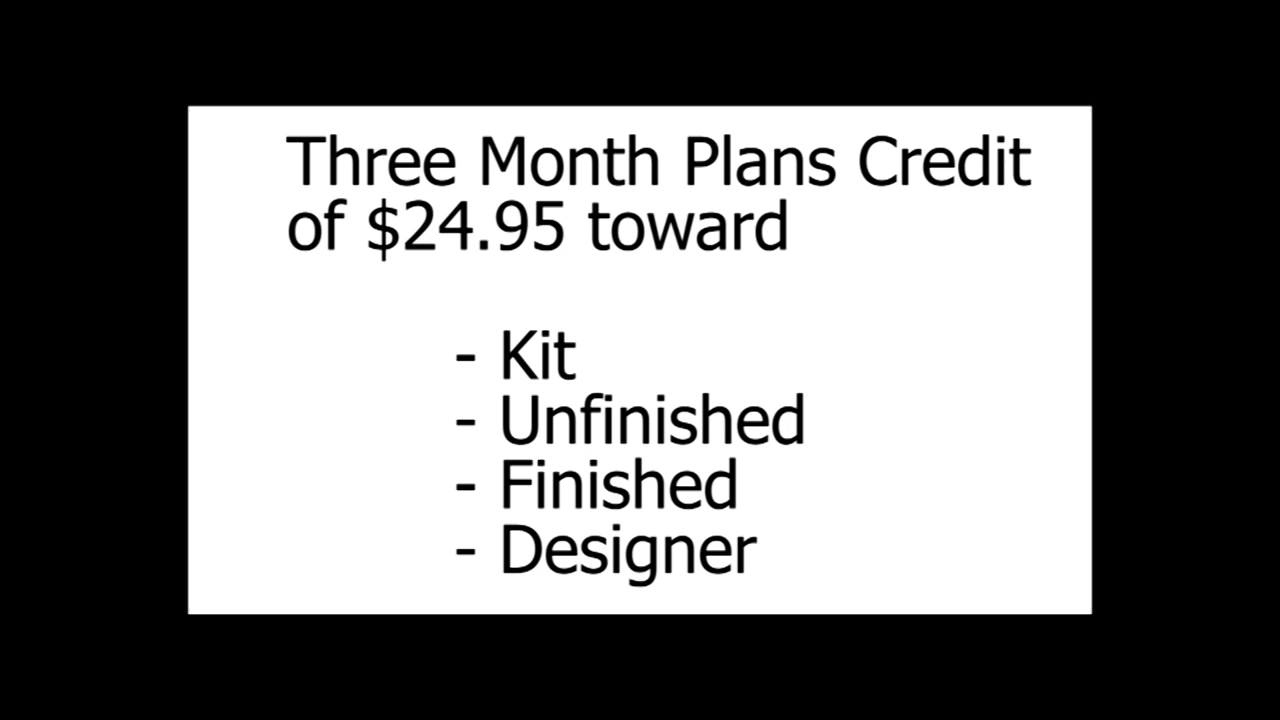 Three Month Plans Credit
of $24.95 toward
- Kit
- Unfinished
- Finished
- Designer